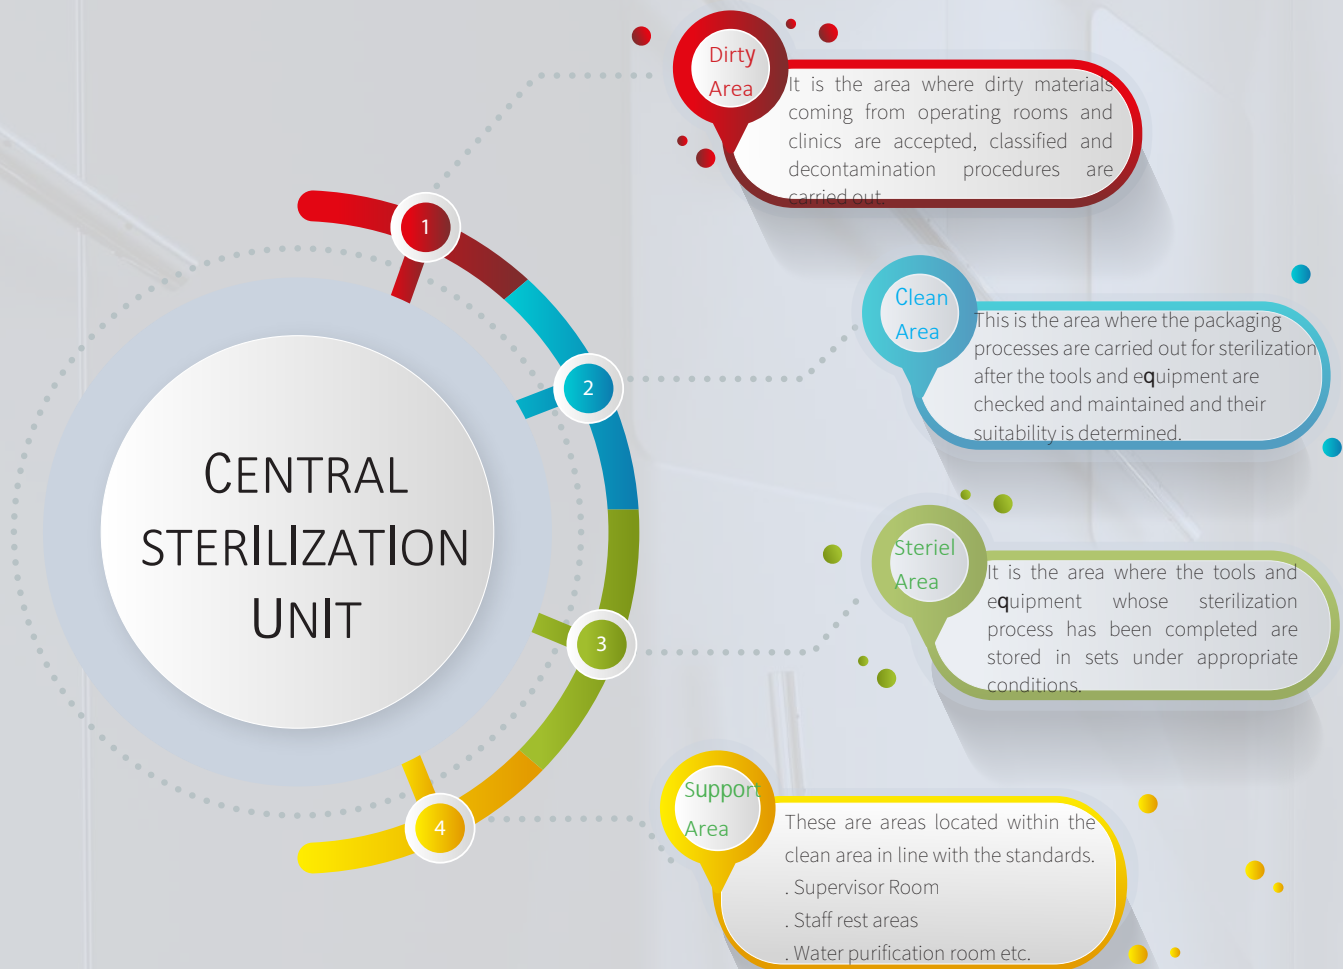 CENTRAL
STERILIZATION
UNIT
1
Dirty
Area
It is the area where dirty materials
coming from operating rooms and
clinics are accepted, classified and
decontamination procedures are
carried out.
2
Clean
Area
This is the area where the packaging
processes are carried out for sterilization
after the tools and equipment are
checked and maintained and their
suitability is determined.
3
Steriel
Area
It is the area where the tools and
equipment whose sterilization
process has been completed are
stored in sets under appropriate
conditions.
4
Support
Area
These are areas located within the
clean area in line with the standards.
. Supervisor Room
. Staff rest areas
. Water purification room etc.